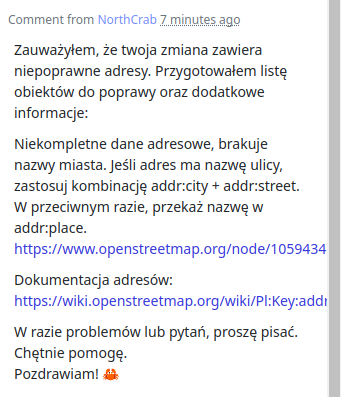 Comment from NorthCrab 7 minutes ago
Zauważyłem, że twoja zmiana zawiera
niepoprawne adresy. Przygotowałem listę
obiektów do poprawy oraz dodatkowe
informacje:
Niekompletne dane adresowe, brakuje
nazwy miasta. Jeśli adres ma nazwę ulicy,
zastosuj kombinację addr:city + addr:street.
W przeciwnym razie, przekaż nazwę w
addr:place.
https://www.openstreetmap.org/node/1059434
Dokumentacja adresów:
https://wiki.openstreetmap.org/wiki/Pl:Key:addr
W razie problemów lub pytań, proszę pisać.
Chętnie pomogę.
Pozdrawiam! 🦀